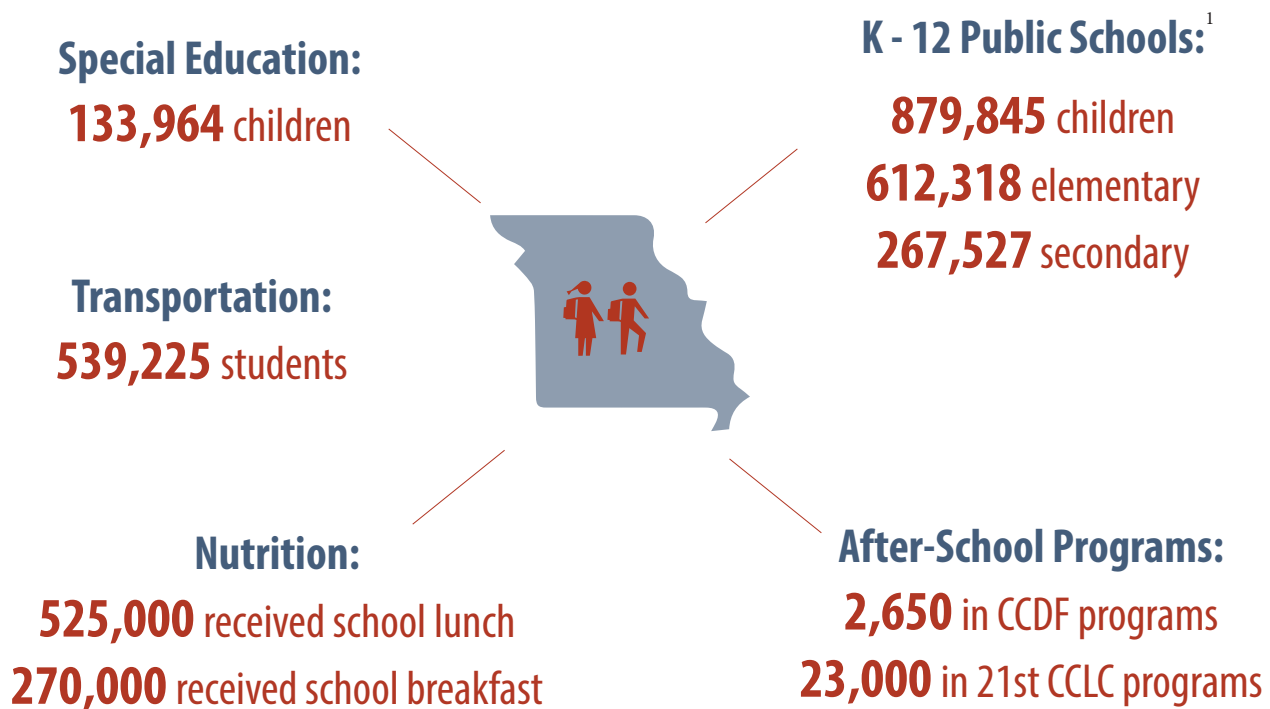 Special Education:
133,964 children
K - 12 Public Schools:1
879,845 children
612,318 elementary
267,527 secondary
Transportation:
539,225 students
Nutrition:
525,000 received school lunch
270,000 received school breakfast
After-School Programs:
2,650 in CCDF programs
23,000 in 21st CCLC programs